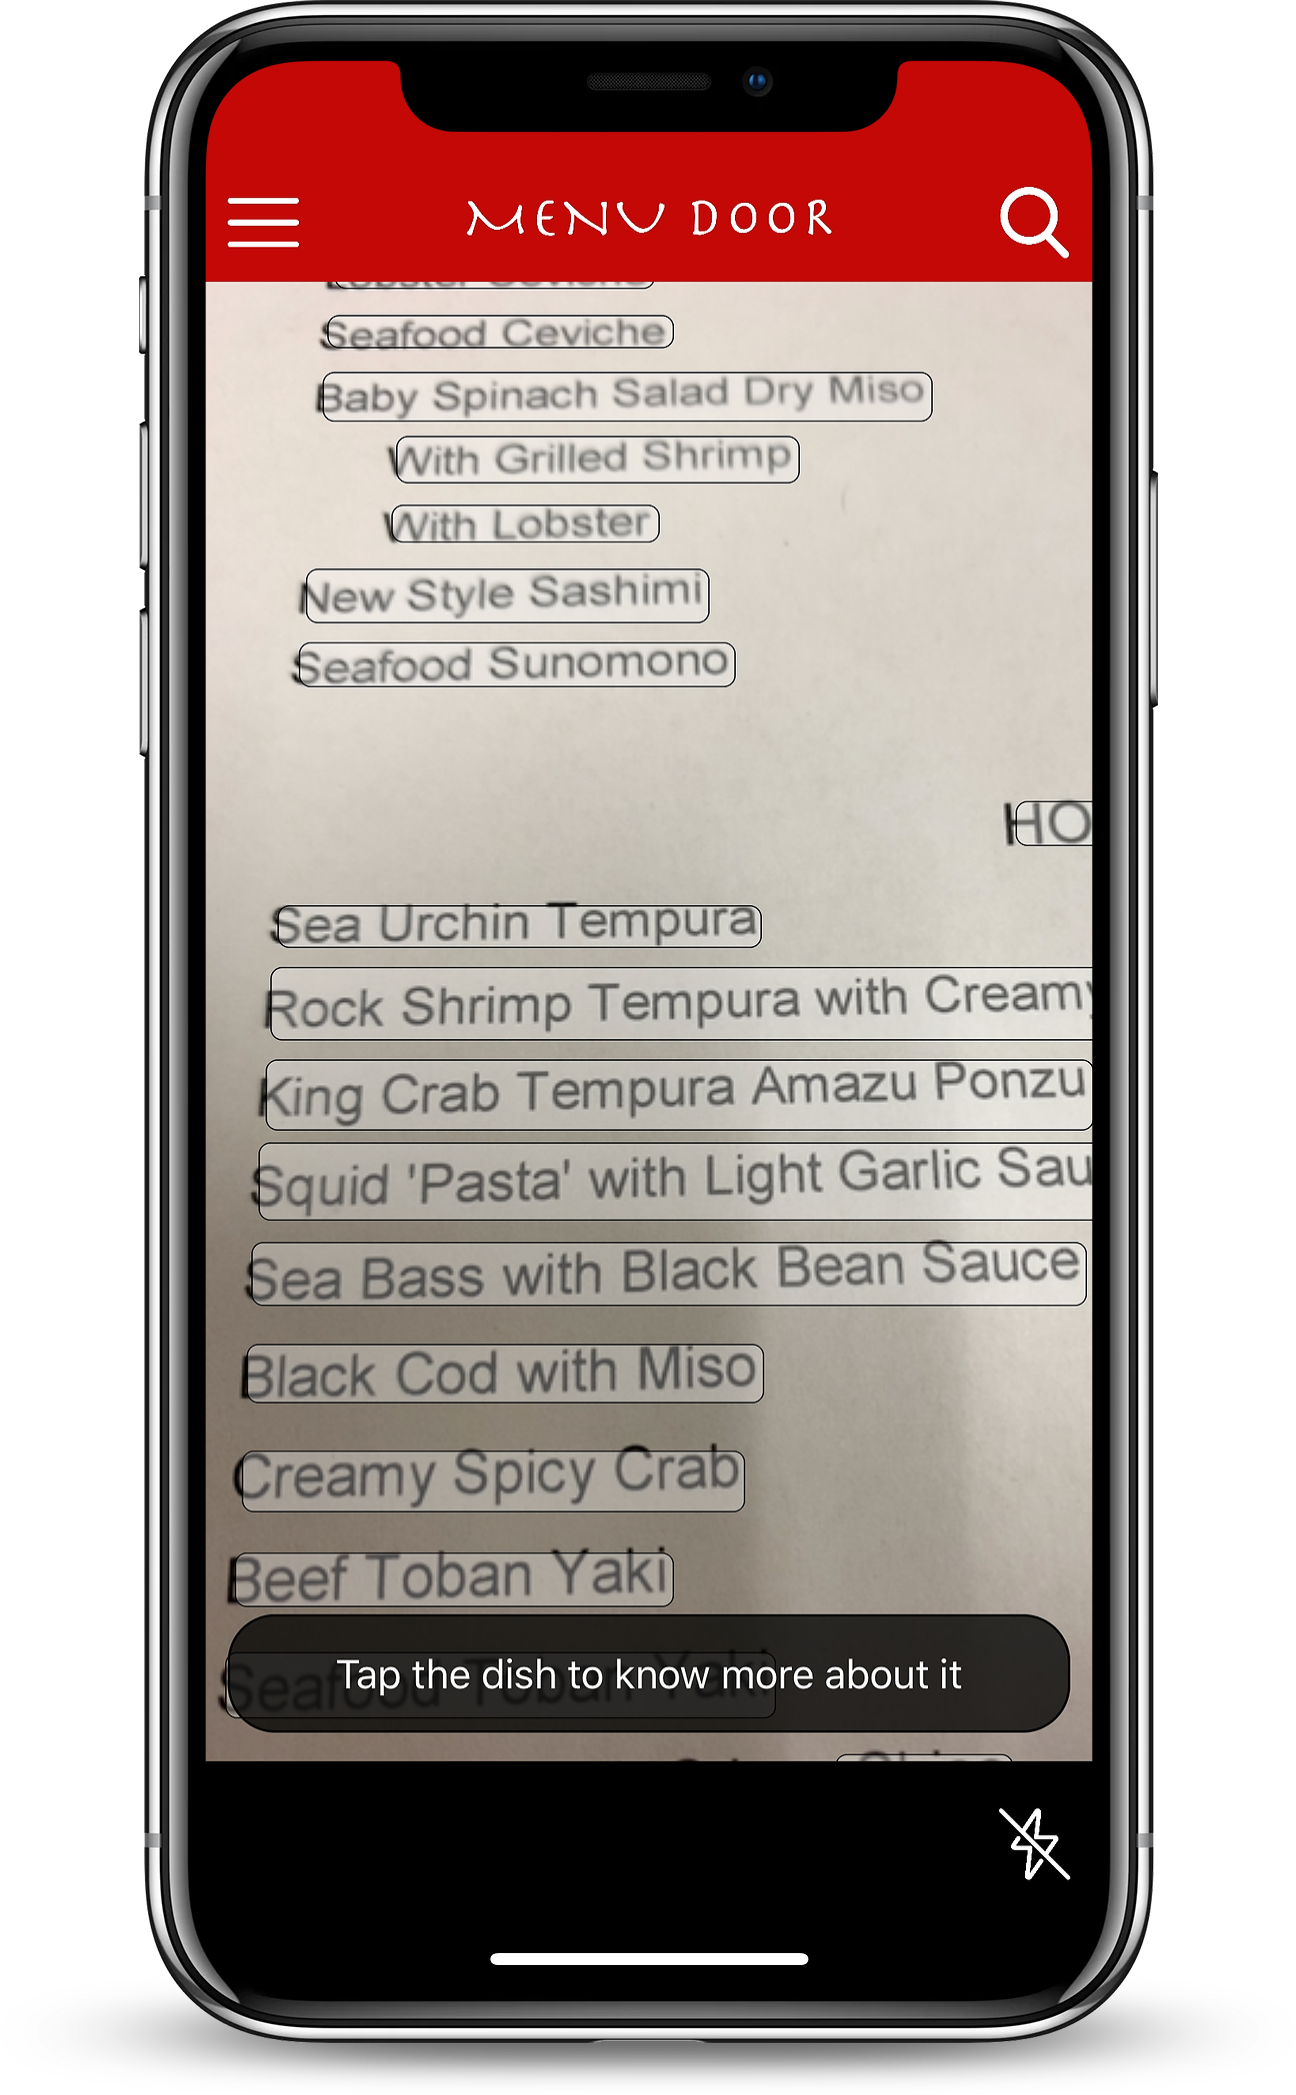 MENU DOOR
Lobster Ceviche
Seafood Ceviche
Baby Spinach Salad Dry Miso
With Grilled Shrimp
With Lobster
New Style Sashimi
Seafood Sunomono
HO
Sea Urchin Tempura
Rock Shrimp Tempura with Creamy
King Crab Tempura Amazu Ponzu
Squid 'Pasta' with Light Garlic Sau
Sea Bass with Black Bean Sauce
Black Cod with Miso
Creamy Spicy Crab
Beef Toban Yaki
Seafood Toban Yaki
Tap the dish to know more about it